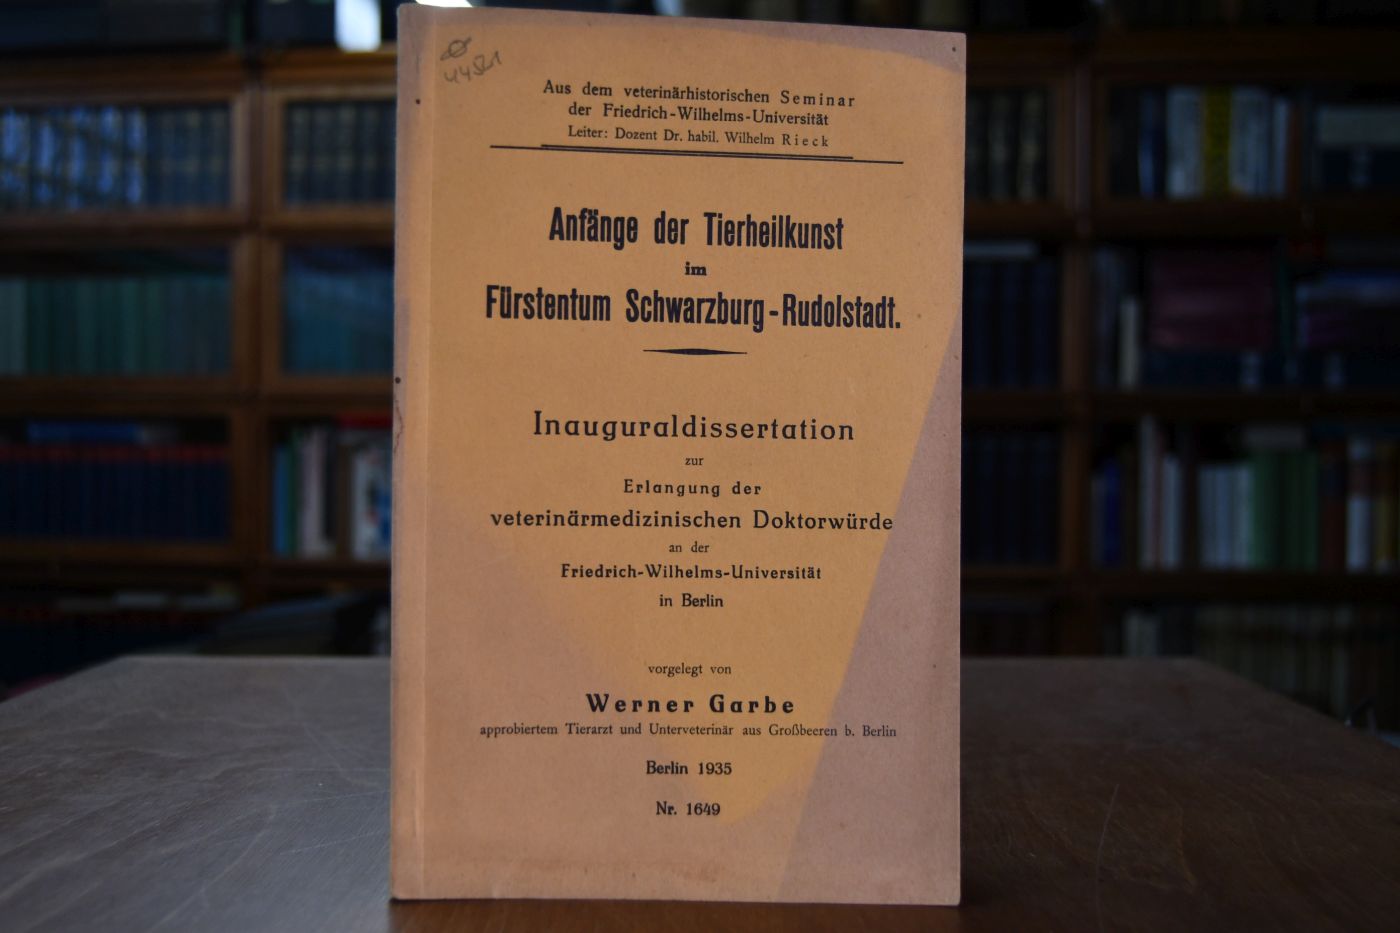 44521
Aus dem veterinärhistorischen Seminar
der Friedrich-Wilhelms-Universität
Leiter: Dozent Dr. habil. Wilhelm Rieck
Anfänge der Tierheilkunst
im
Fürstentum Schwarzburg-Rudolstadt.
Inauguraldissertation
zur
Erlangung der
veterinärmedizinischen Doktorwürde
an der
Friedrich-Wilhelms-Universität
in Berlin
vorgelegt von
Werner Garbe
approbiertem Tierarzt und Unterveterinär aus Großbeeren b. Berlin
Berlin 1935
Nr. 1649